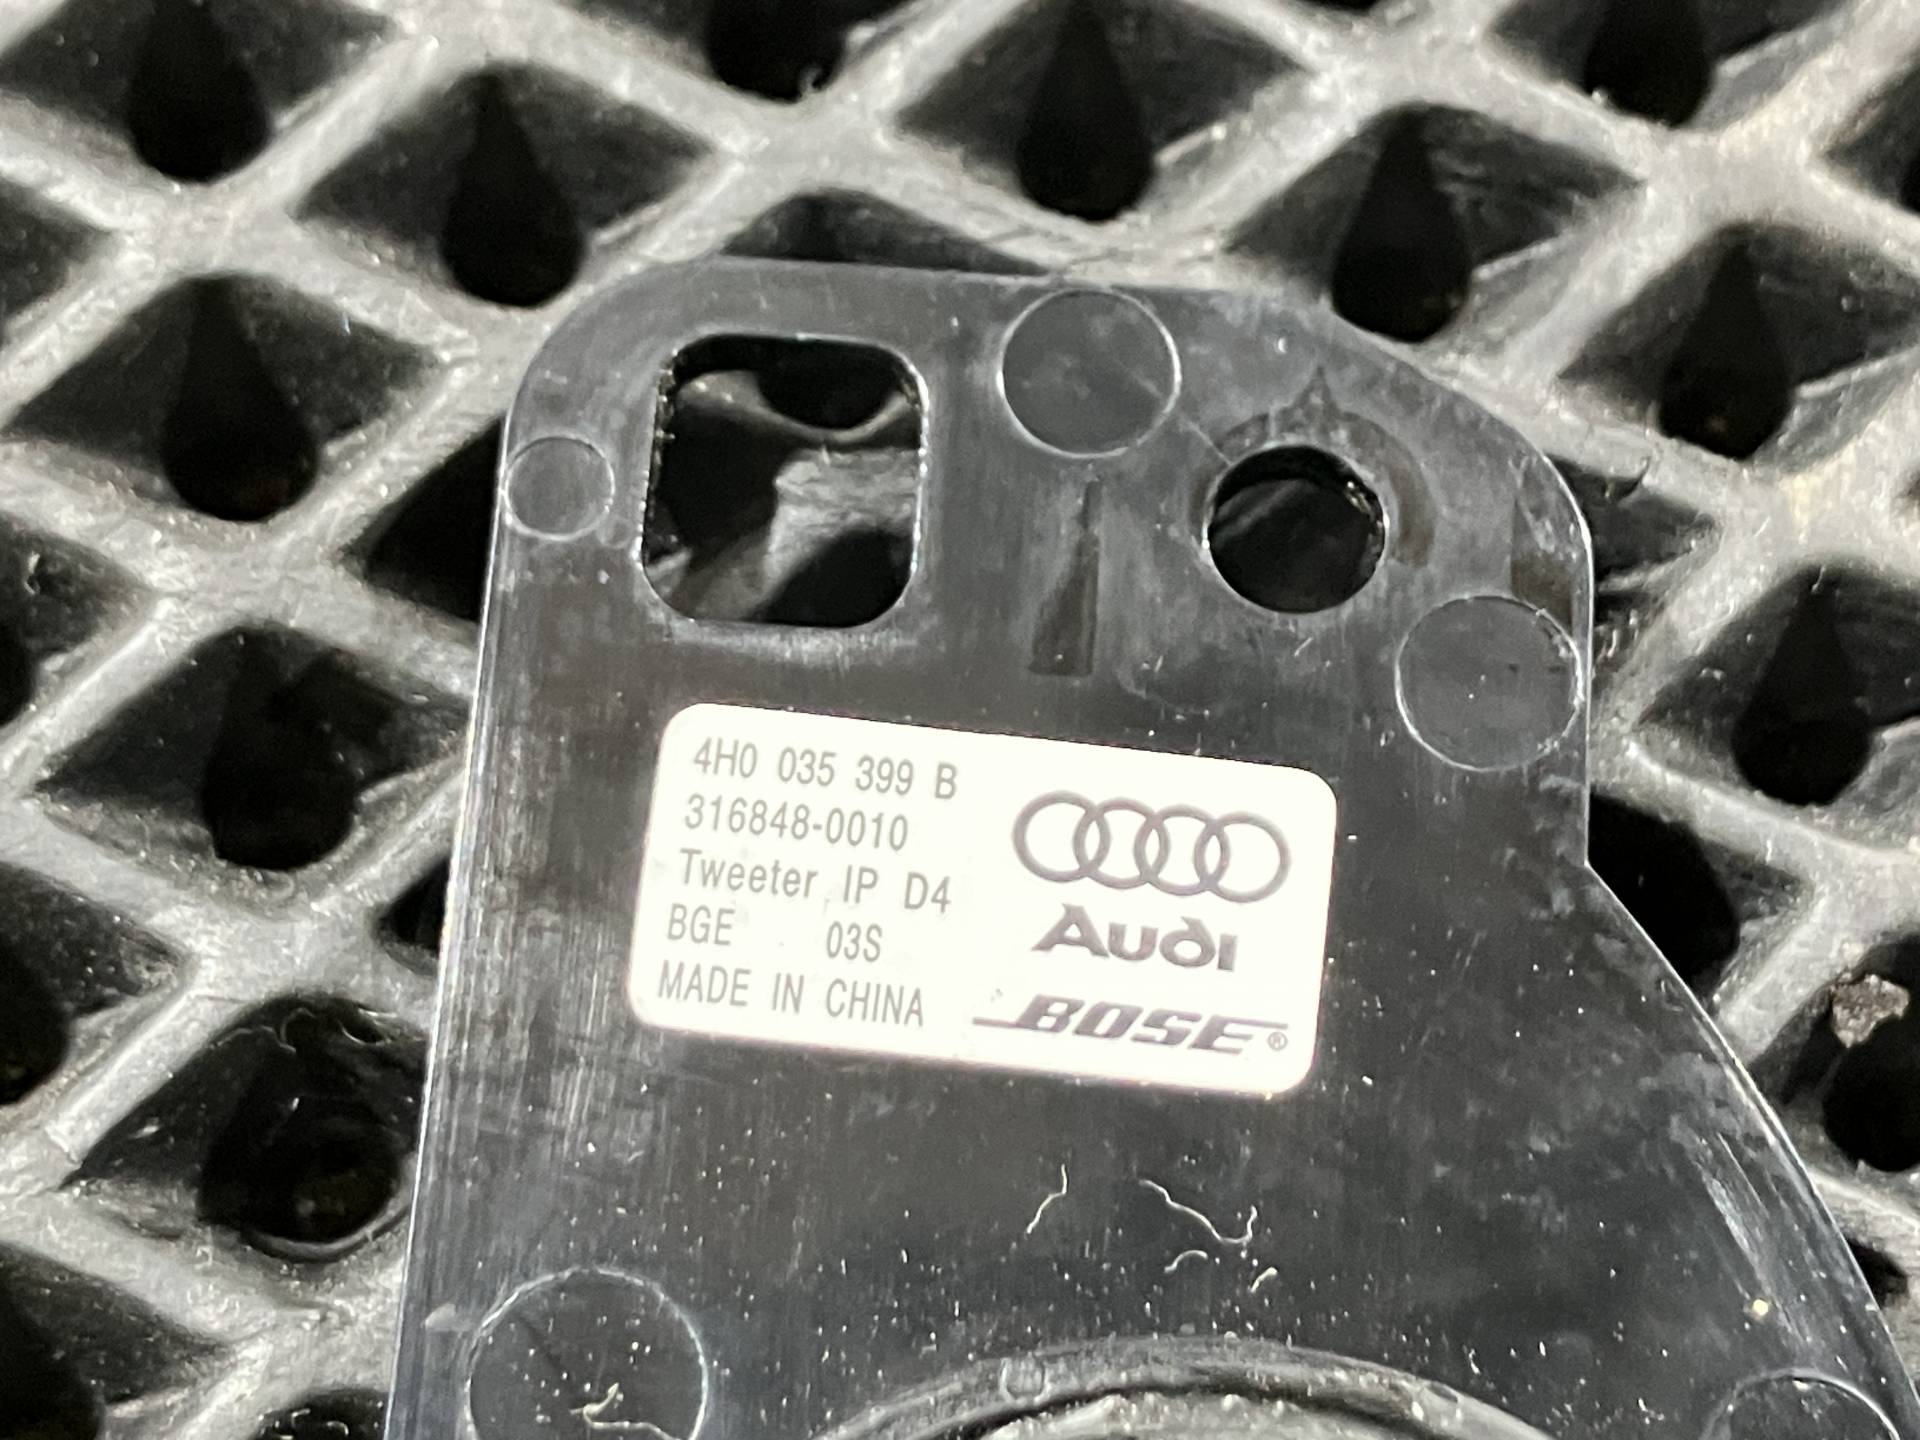 4H0 035 399 B
316848-0010
Tweeter IP D4
BGE 03S
MADE IN CHINA
Audi
BOSE®